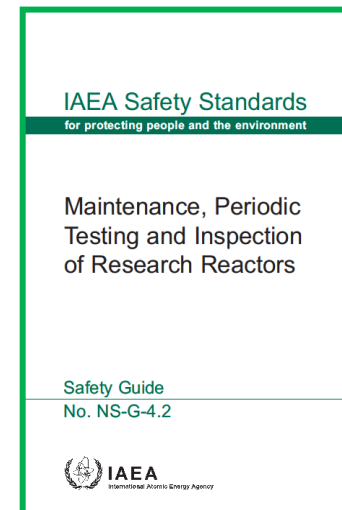 IAEA Safety Standards
for protecting people and the environment
Maintenance, Periodic
Testing and Inspection
of Research Reactors
Safety Guide
No. NS-G-4.2
IAEA
International Atomic Energy Agency